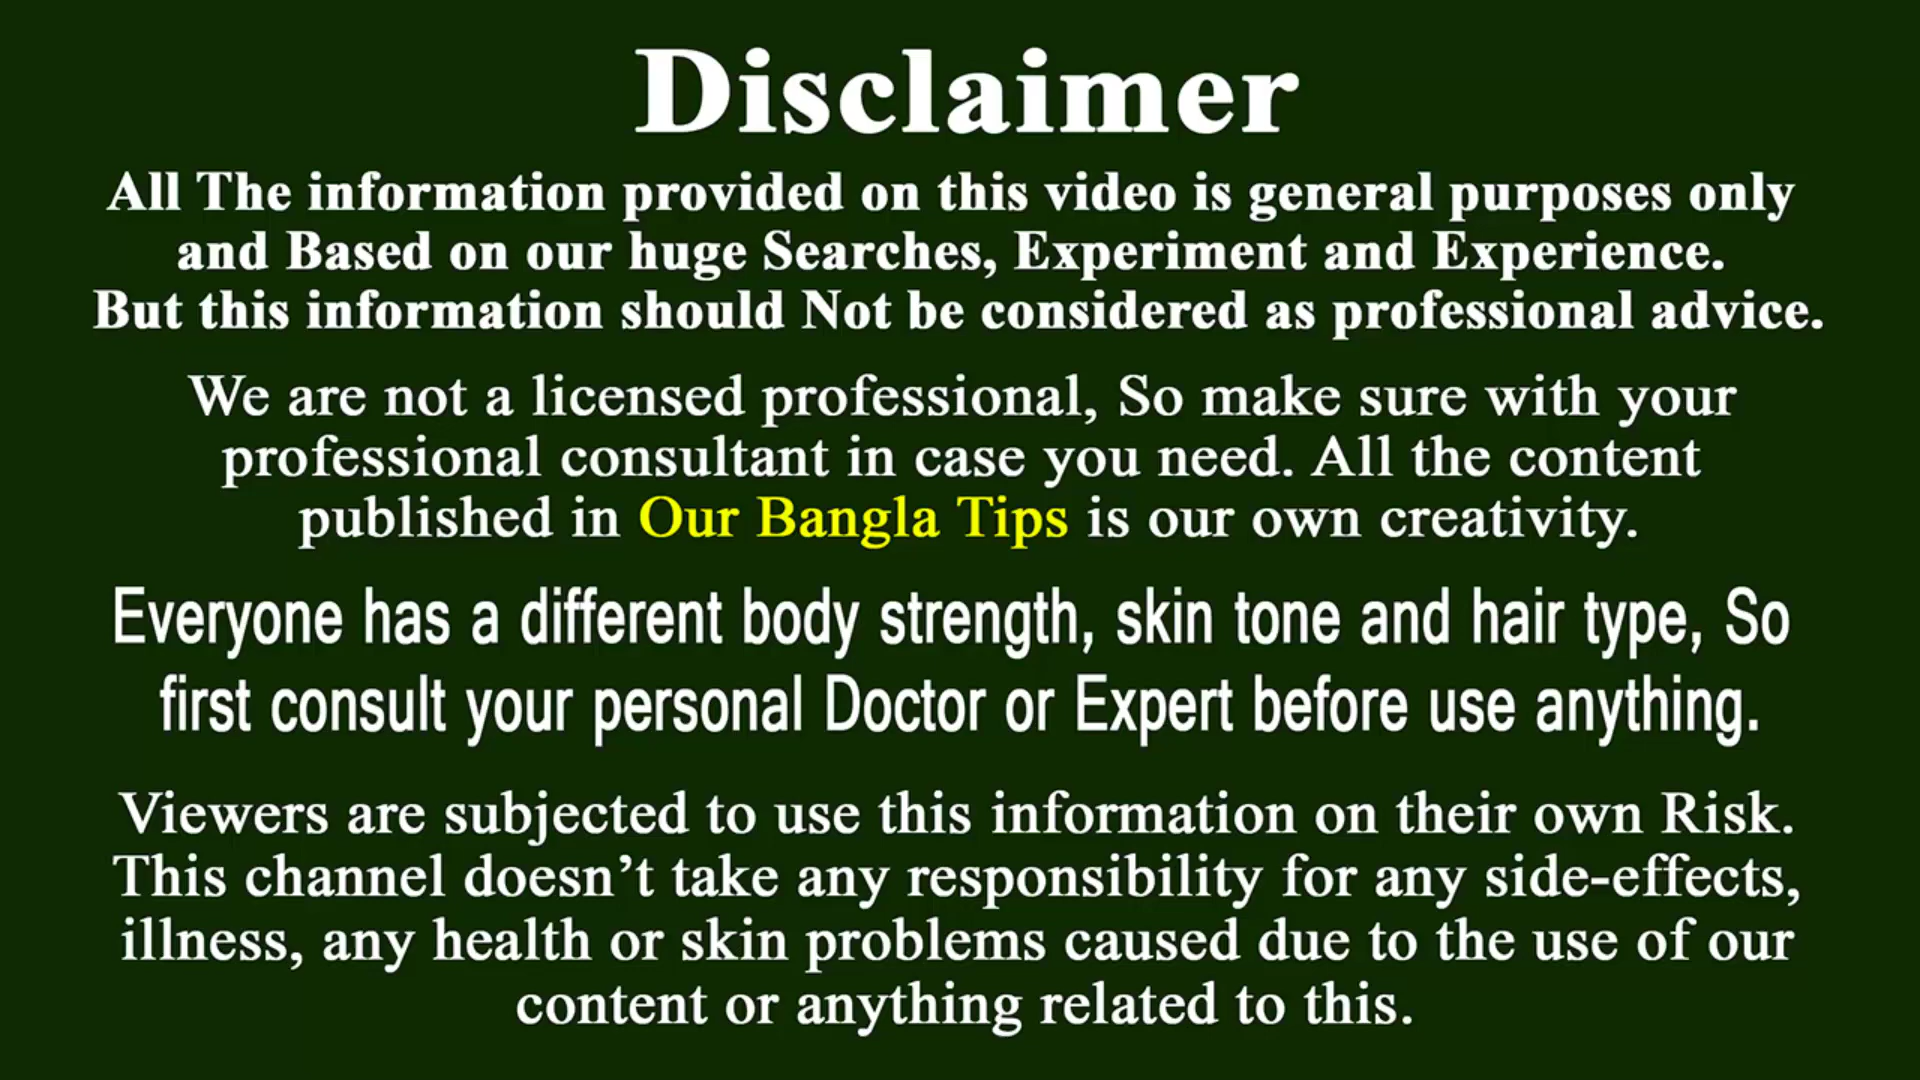 Disclaimer
All The information provided on this video is general purposes only
and Based on our huge Searches, Experiment and Experience.
But this information should Not be considered as professional advice.
We are not a licensed professional, So make sure with your
professional consultant in case you need. All the content
published in Our Bangla Tips is our own creativity.
Everyone has a different body strength, skin tone and hair type, So
first consult your personal Doctor or Expert before use anything.
Viewers are subjected to use this information on their own Risk.
This channel doesn’t take any responsibility for any side-effects,
illness, any health or skin problems caused due to the use of our
content or anything related to this.